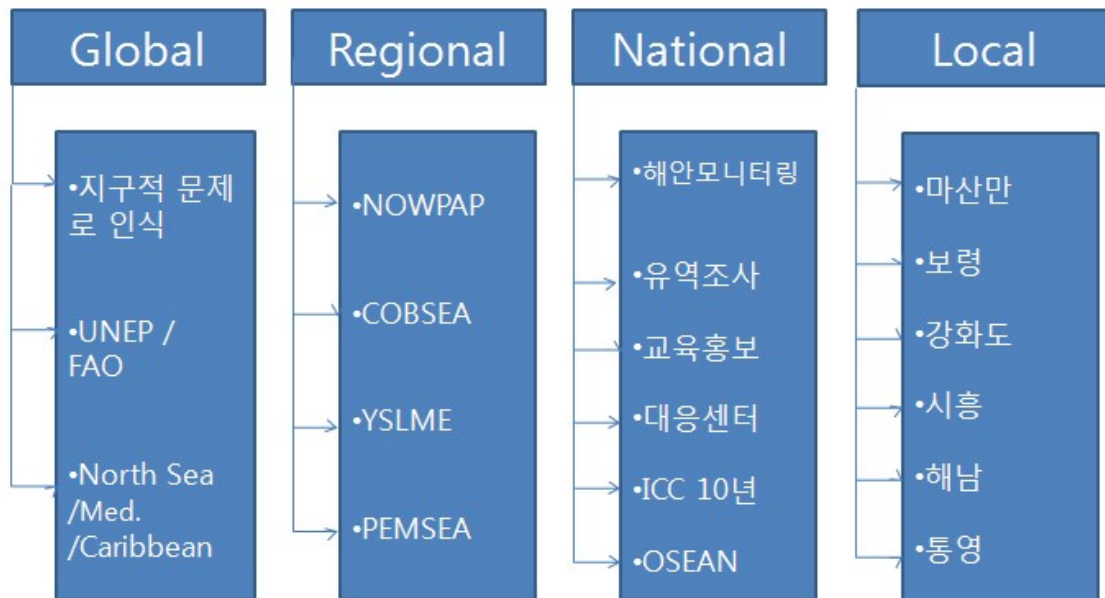 Global
•지구적 문제
로 인식
•UNEP /
FAO
•North Sea
/Med.
/Caribbean
Regional
•NOWPAP
•COBSEA
•YSLME
•PEMSEA
National
•해안모니터링
•유역조사
•교육홍보
•대응센터
•ICC 10년
•OSEAN
Local
•마산만
•보령
•강화도
•시흥
•해남
•통영